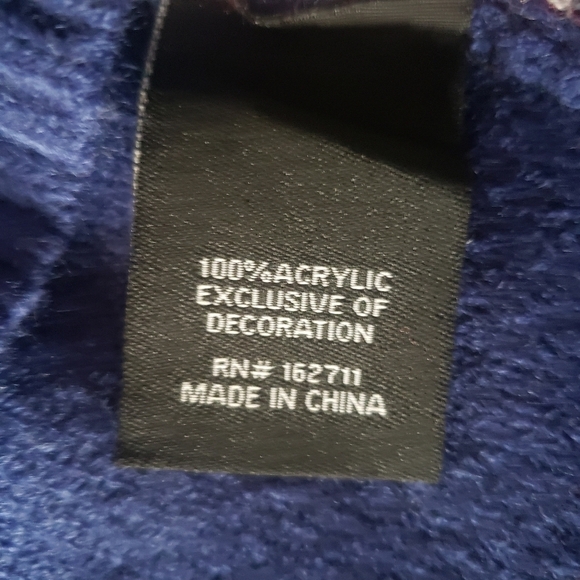 100%ACRYLIC
EXCLUSIVE OF
DECORATION
RN# 162711
MADE IN CHINA